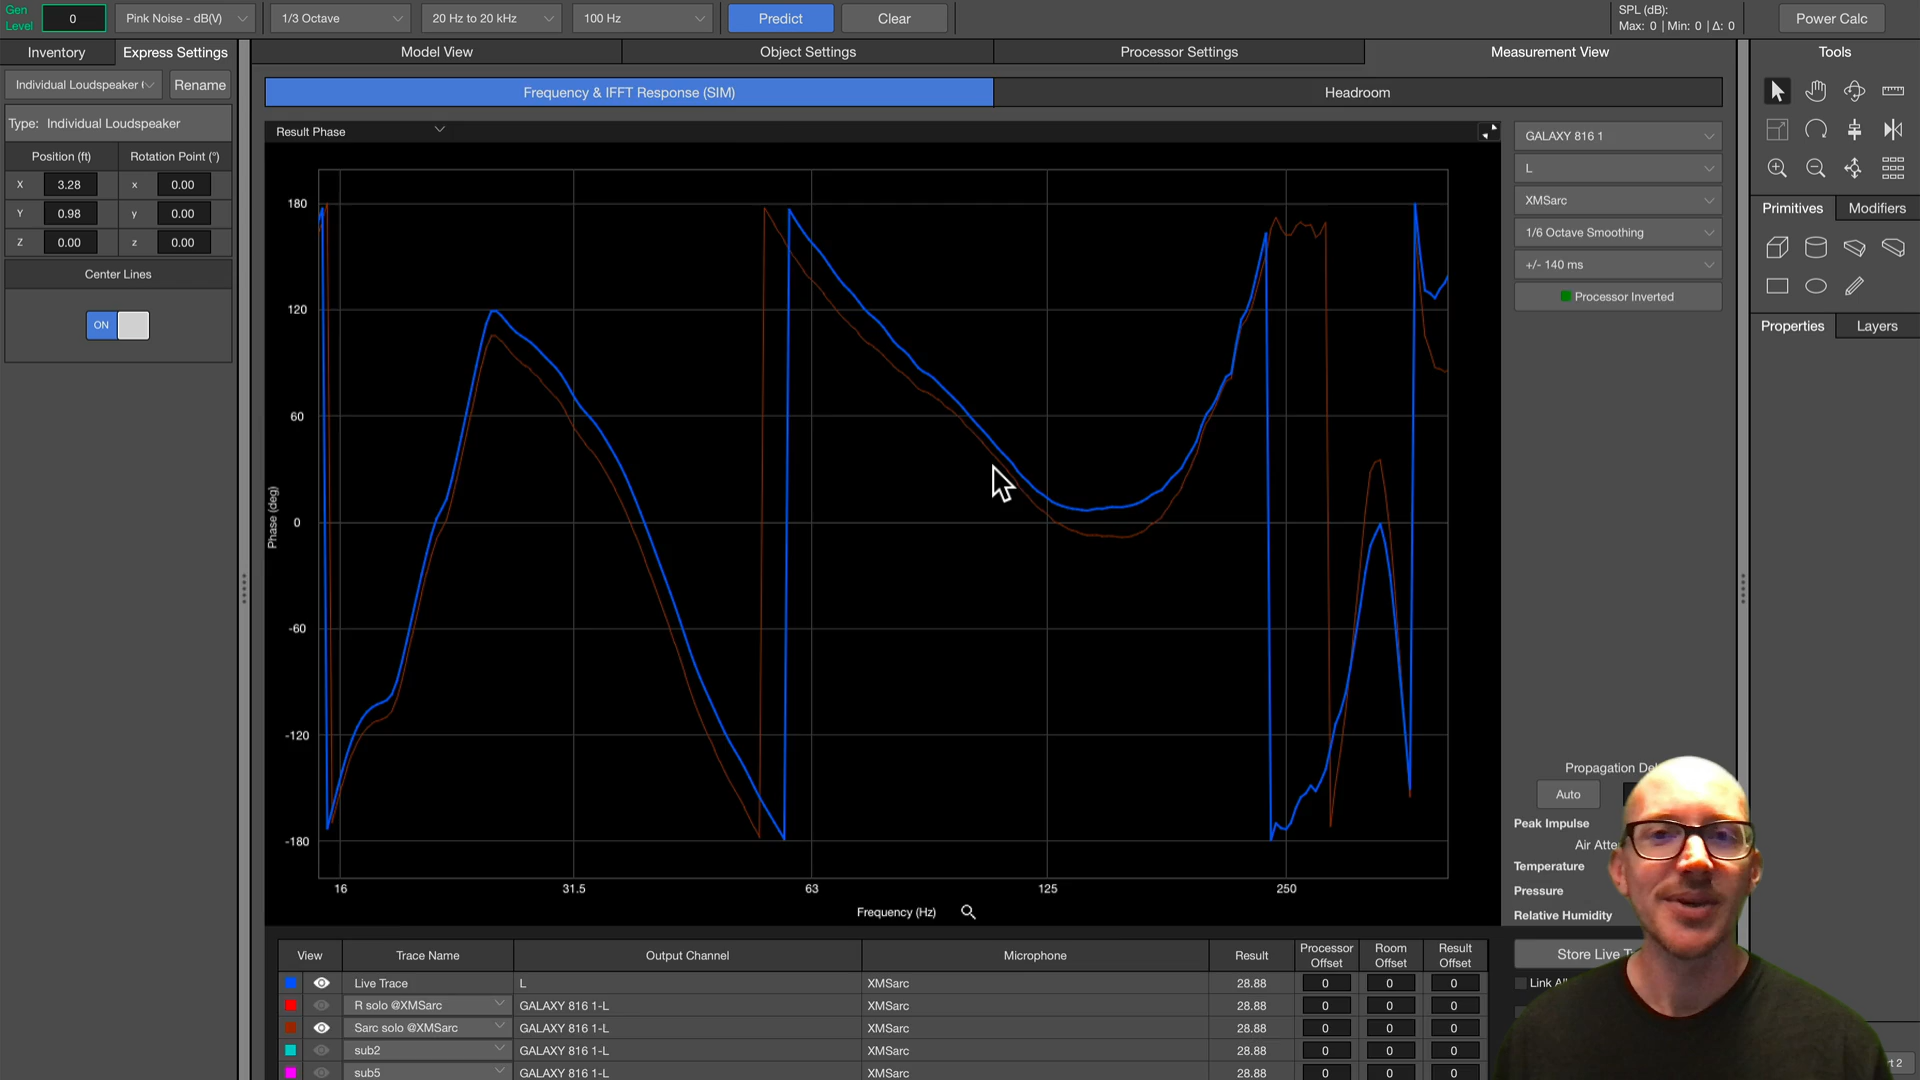 Gen
Level
0
Pink Noise - dB(V)
1/3 Octave
20 Hz to 20 kHz
100 Hz
Predict
Clear
SPL (dB):
Max: 0 | Min: 0 | Δ: 0
Power Calc
Inventory
Express Settings
Model View
Object Settings
Processor Settings
Measurement View
Tools
Individual Loudspeaker
Rename
Type: Individual Loudspeaker
Position (ft)
Rotation Point (°)
X 3.28 x 0.00
Y 0.98 y 0.00
Z 0.00 z 0.00
Center Lines
ON
Frequency & IFFT Response (SIM)
Headroom
Result Phase
180
120
60
0
-60
-120
-180
Phase (deg)
16 31.5 63 125 250
Frequency (Hz)
GALAXY 816 1
L
XMSarc
1/6 Octave Smoothing
+/- 140 ms
Processor Inverted
Propagation
Auto
Peak Impulse
Air
Temperature
Pressure
Relative Humidity
Store Live
Link
Primitives
Modifiers
Properties
Layers
View Trace Name Output Channel Microphone Result Processor Offset Room Offset Result Offset
Live Trace L XMSarc 28.88 0 0 0
R solo @XMSarc GALAXY 816 1-L XMSarc 28.88 0 0 0
Sarc solo @XMSarc GALAXY 816 1-L XMSarc 28.88 0 0 0
sub2 GALAXY 816 1-L XMSarc 28.88 0 0 0
sub5 GALAXY 816 1-L XMSarc 28.88 0 0 0